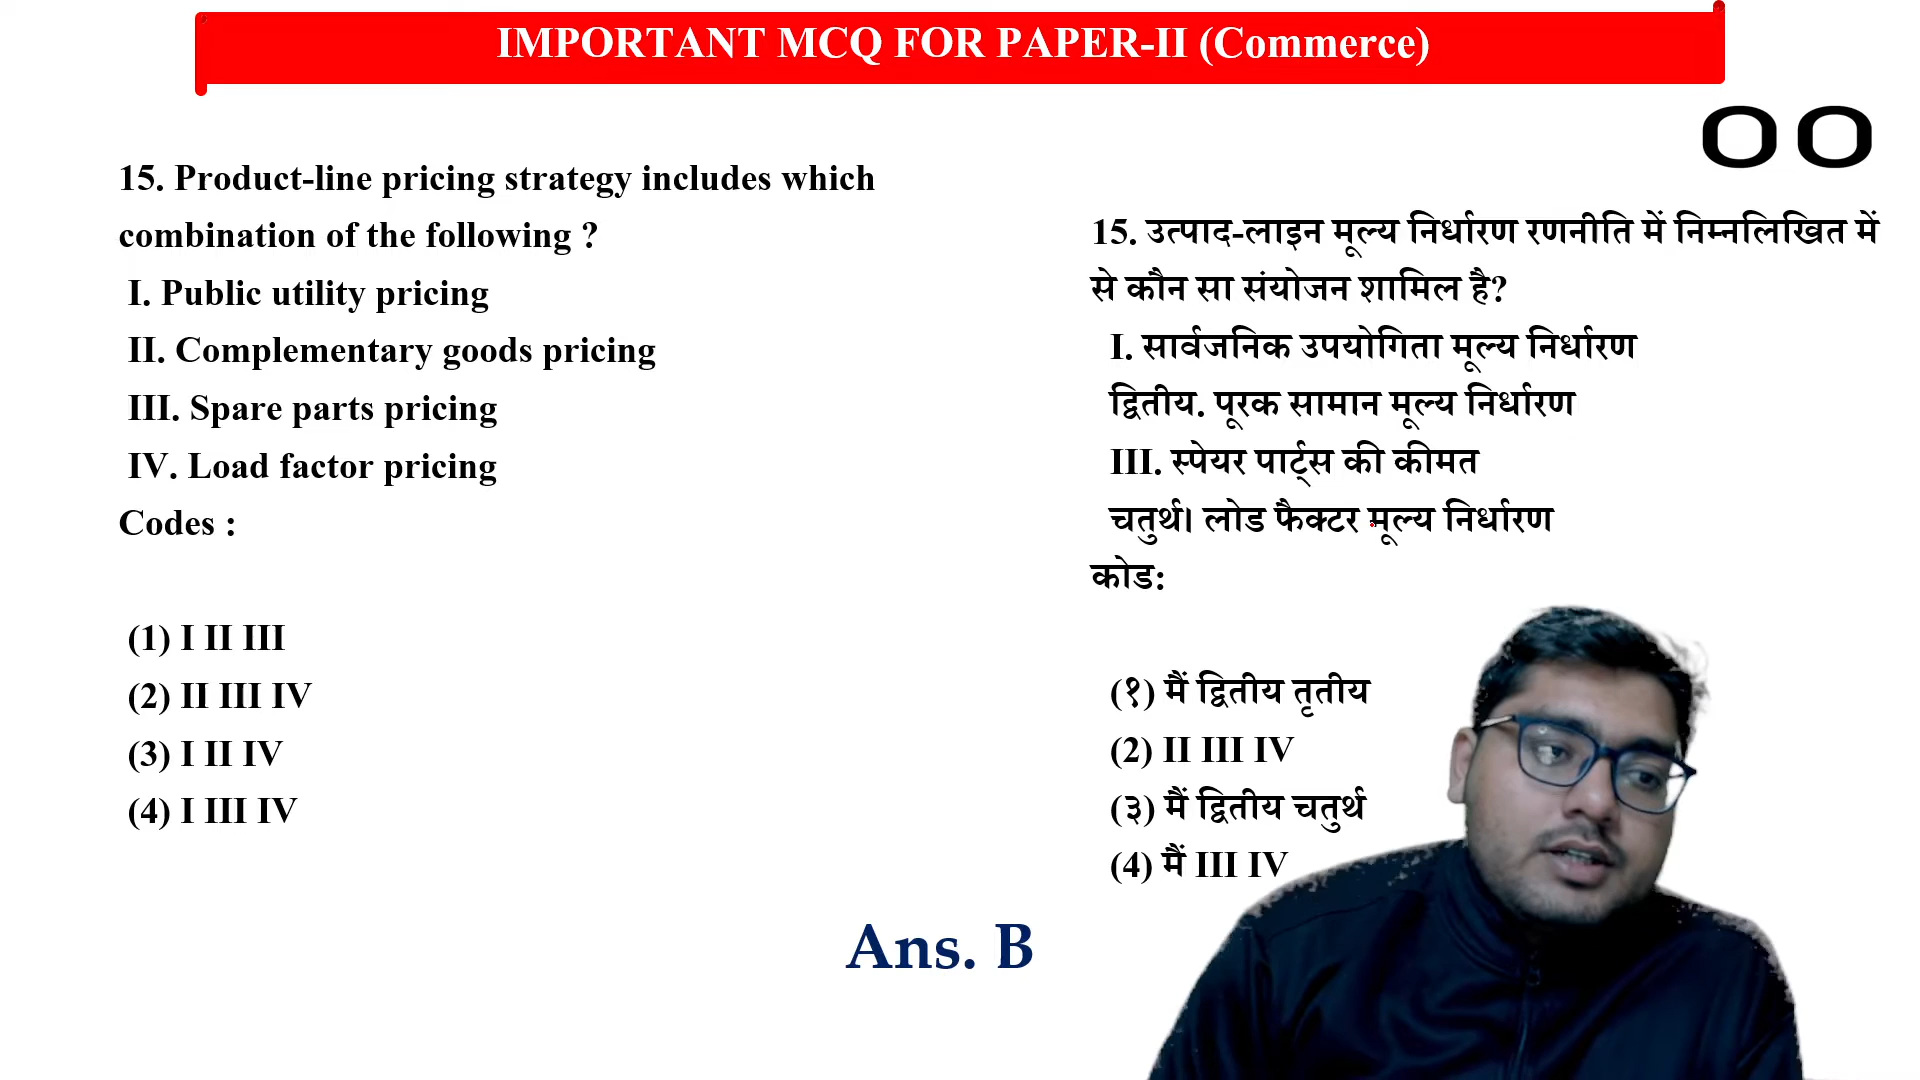 IMPORTANT MCQ FOR PAPER-II (Commerce)
00
15. Product-line pricing strategy includes which
combination of the following ?
I. Public utility pricing
II. Complementary goods pricing
III. Spare parts pricing
IV. Load factor pricing
Codes :
(1) I II III
(2) II III IV
(3) I II IV
(4) I III IV
15. उत्पाद-लाइन मूल्य निर्धारण रणनीति में निम्नलिखित में
से कौन सा संयोजन शामिल है?
I. सार्वजनिक उपयोगिता मूल्य निर्धारण
द्वितीय. पूरक सामान मूल्य निर्धारण
III. स्पेयर पार्ट्स की कीमत
चतुर्थ। लोड फैक्टर मूल्य निर्धारण
कोड:
(१) मैं द्वितीय तृतीय
(2) II III IV
(३) मैं द्वितीय चतुर्थ
(4) मैं III IV
Ans. B